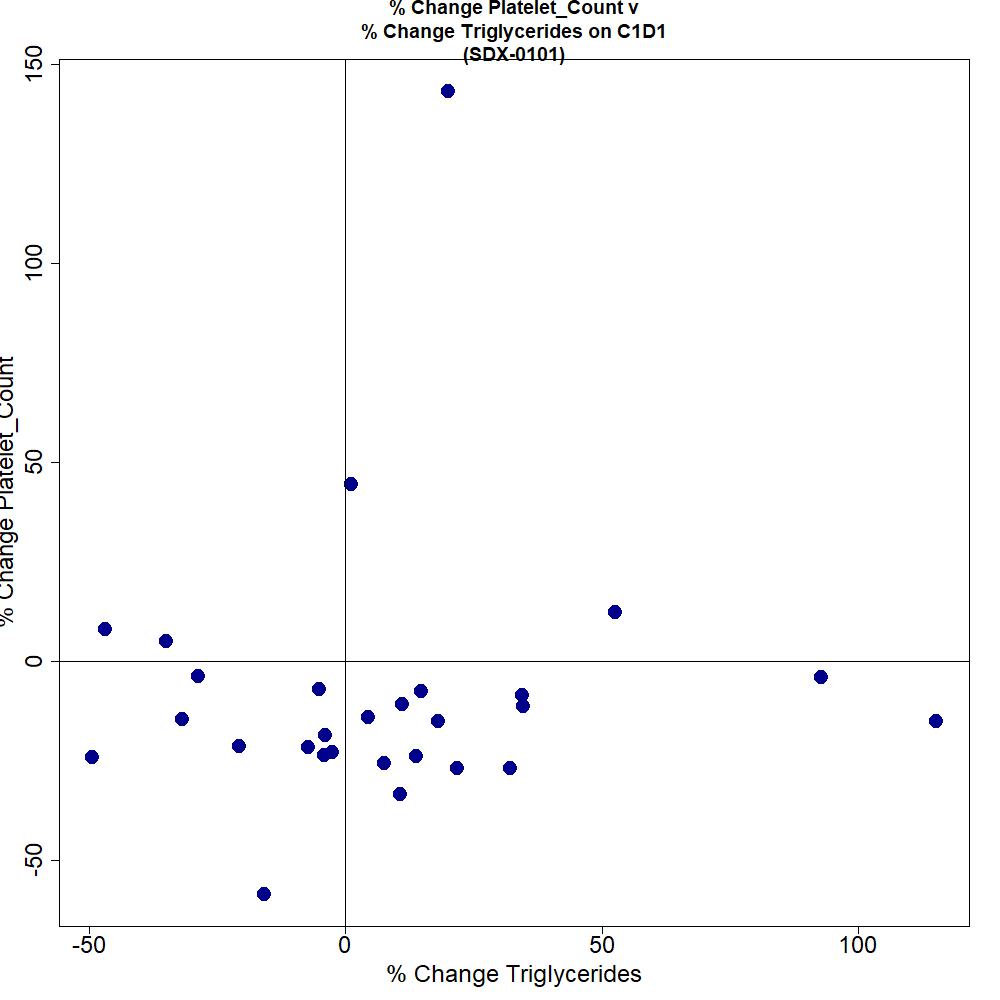 % Change Platelet_Count v
% Change Triglycerides on C1D1
(SDX-0101)
% Change Platelet_Count
150
100
50
0
-50
-50
0
50
100
% Change Triglycerides